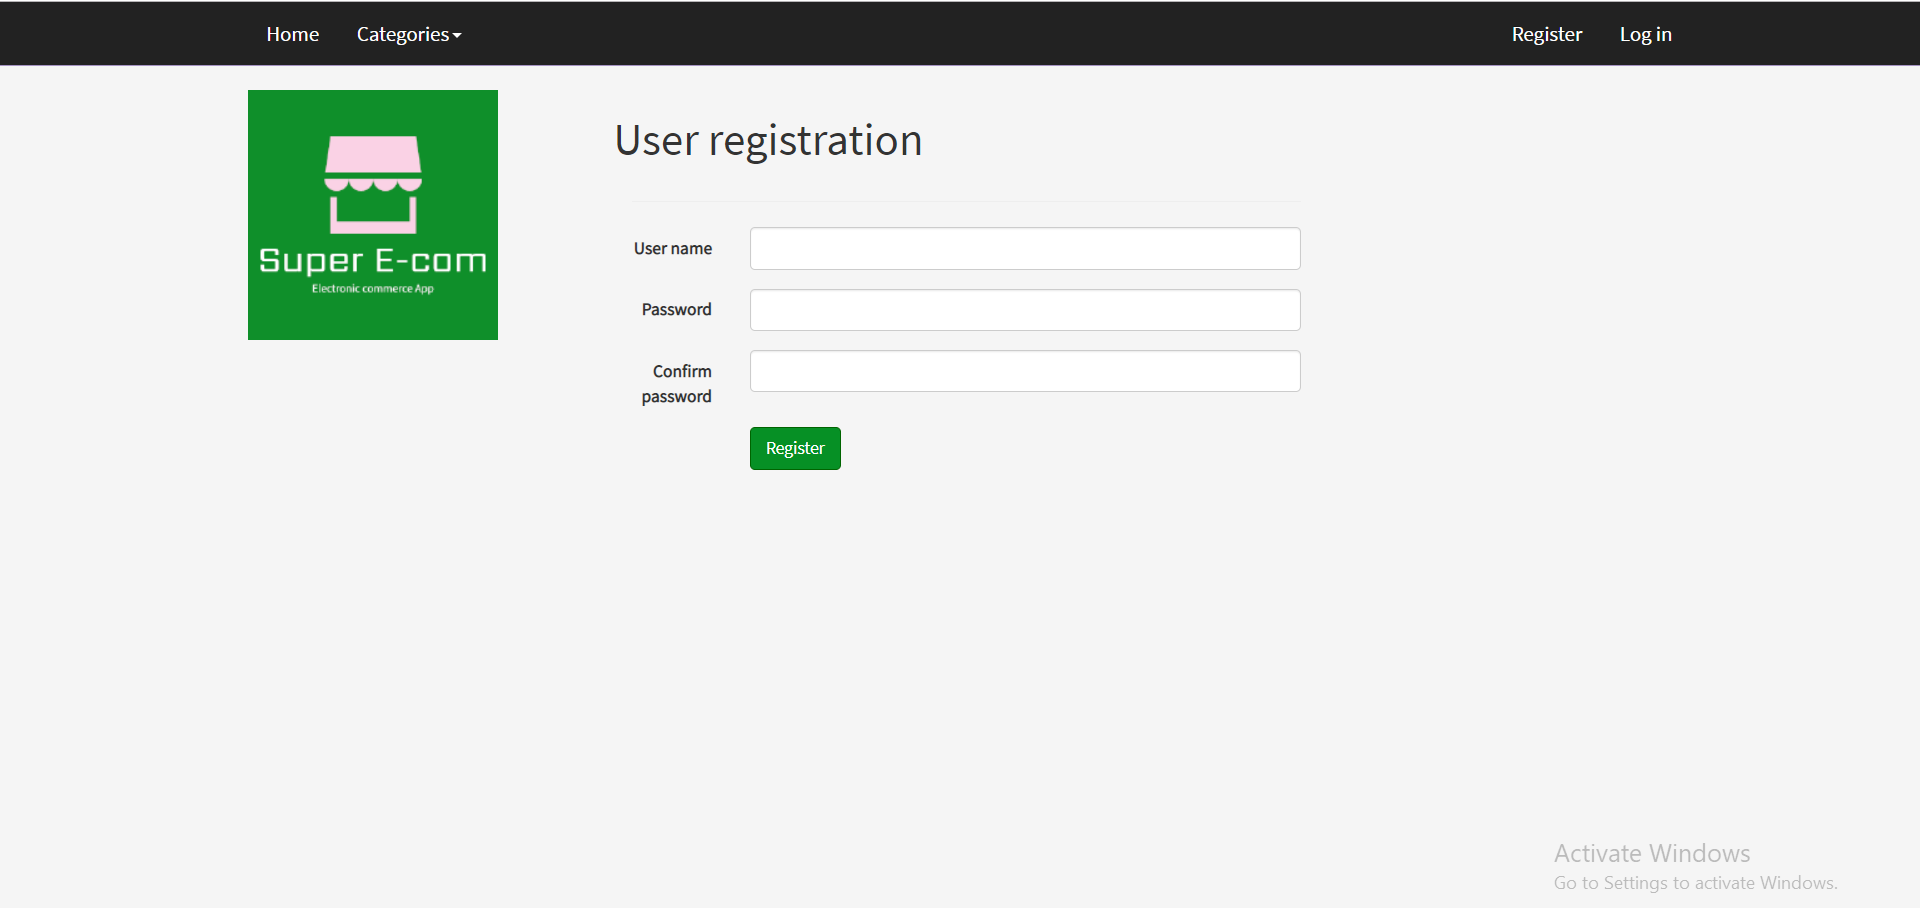 Home Categories Register Log in
Super E-com
Electronic commerce App
User registration
User name
Password
Confirm
password
Register
Activate Windows
Go to Settings to activate Windows.